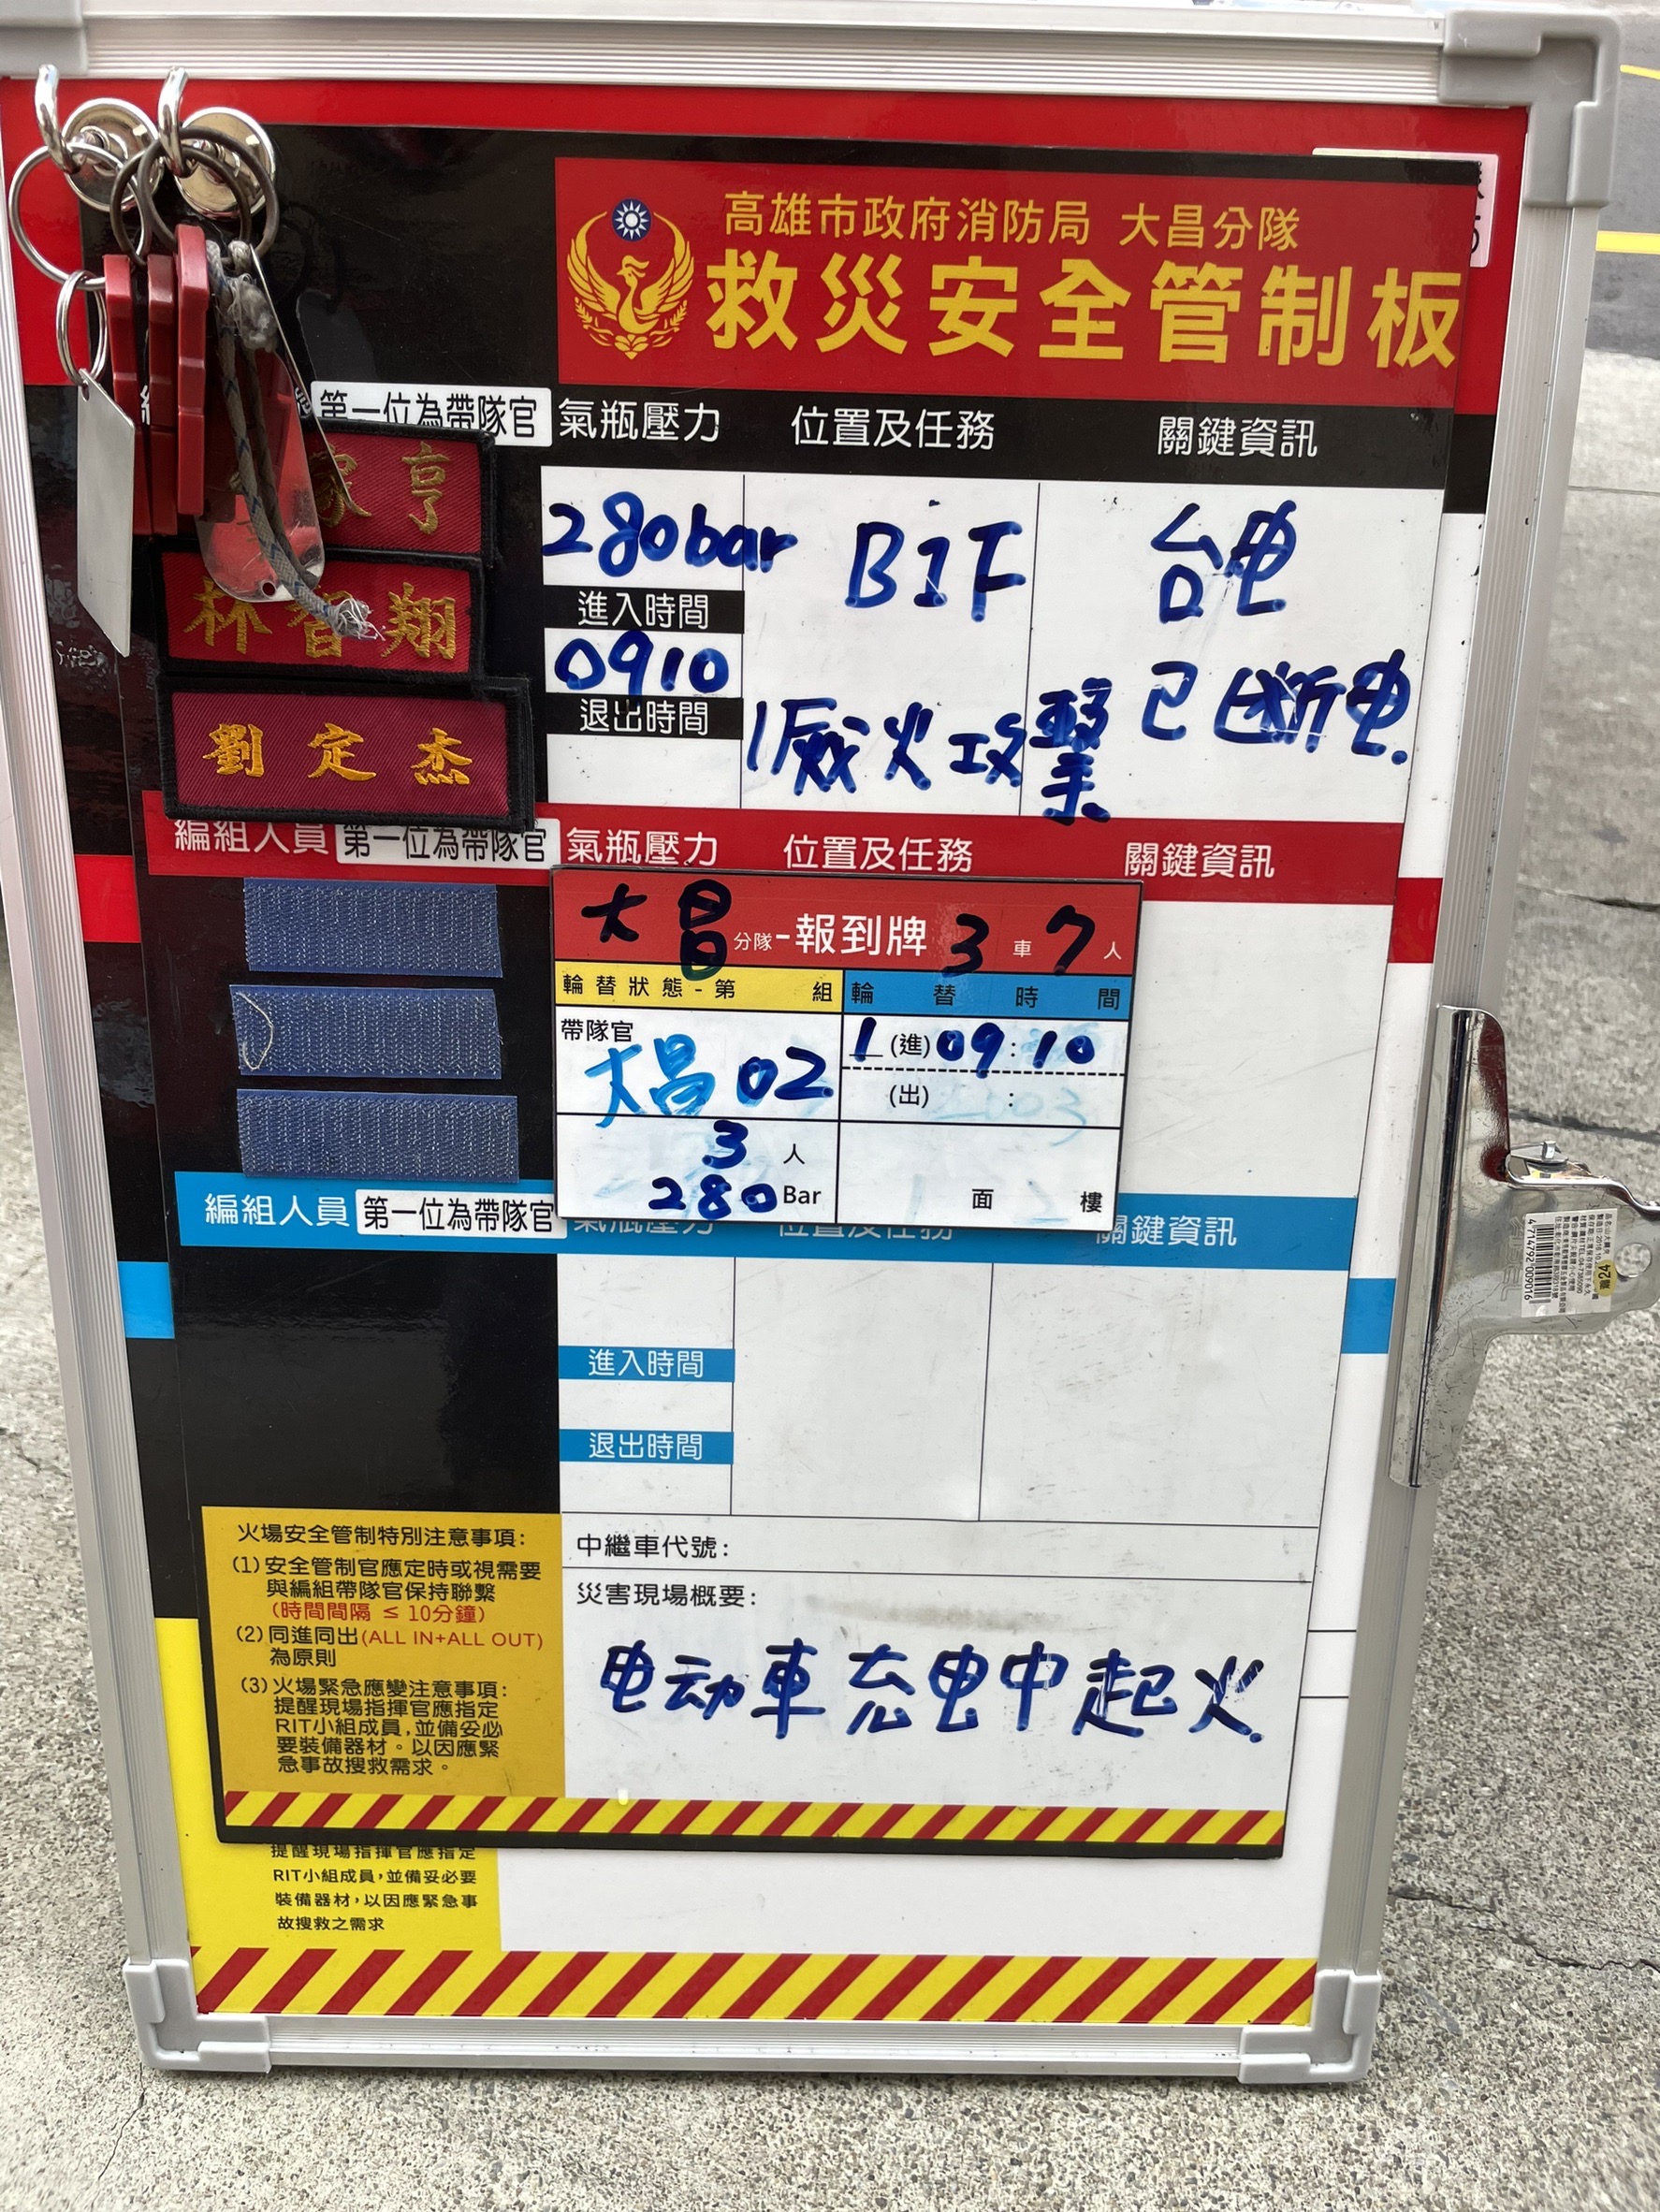 高雄市政府消防局 大昌分隊
救災安全管制板
第一位為帶隊官 氣瓶壓力 位置及任務 關鍵資訊
家亨
林智翔
劉定杰
280bar B1F 台电
進入時間
0910
退出時間
滅火攻擊 已断电.
編組人員 第一位為帶隊官 氣瓶壓力 位置及任務 關鍵資訊
大昌分隊-報到牌 3車7人
輪替狀態-第 組 輪替時間
帶隊官
大昌02
1(進)09:10
(出) :
3人
280Bar
面 樓
編組人員 第一位為帶隊官 氣瓶壓力 位置及任務 關鍵資訊
進入時間
退出時間
火場安全管制特別注意事項:
(1)安全管制官應定時或視需要
與編組帶隊官保持聯繫
(時間間隔 ≤ 10分鐘)
(2)同進同出(ALL IN+ALL OUT)
為原則
(3)火場緊急應變注意事項:
提醒現場指揮官應指定
RIT小組成員,並備妥必
要裝備器材。以因應緊
急事故搜救需求。
中繼車代號:
災害現場概要:
电动車充电中起火.
提醒現場指揮官應指定
RIT小組成員,並備妥必要
裝備器材,以因應緊急事
故搜救之需求
4714792009016